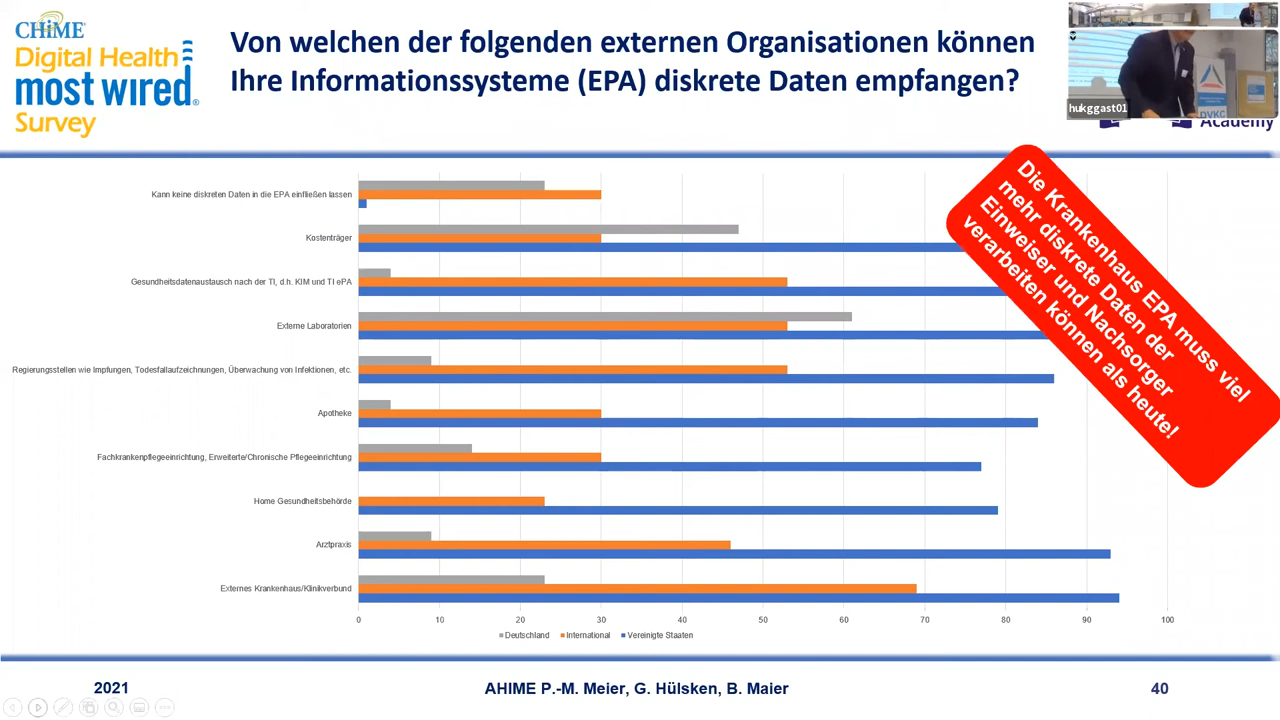 CHiME
Digital Health
most wired
Survey
Von welchen der folgenden externen Organisationen können
Ihre Informationssysteme (EPA) diskrete Daten empfangen?
hukggast01
DVKC
Academy
Die Krankenhaus EPA muss viel
mehr diskrete Daten der
Einweiser und Nachsorger
verarbeiten können als heute!
Kann keine diskreten Daten in die EPA einfließen lassen
Kostenträger
Gesundheitsdatenaustausch nach der TI, d.h. KIM und TI ePA
Externe Laboratorien
Regierungsstellen wie Impfungen, Todesfallaufzeichnungen, Überwachung von Infektionen, etc.
Apotheke
Fachkrankenpflegeeinrichtung, Erweiterte/Chronische Pflegeeinrichtung
Home Gesundheitsbehörde
Arztpraxis
Externes Krankenhaus/Klinikverbund
0 10 20 30 40 50 60 70 80 90 100
Deutschland International Vereinigte Staaten
2021 AHIME P.-M. Meier, G. Hülsken, B. Maier 40